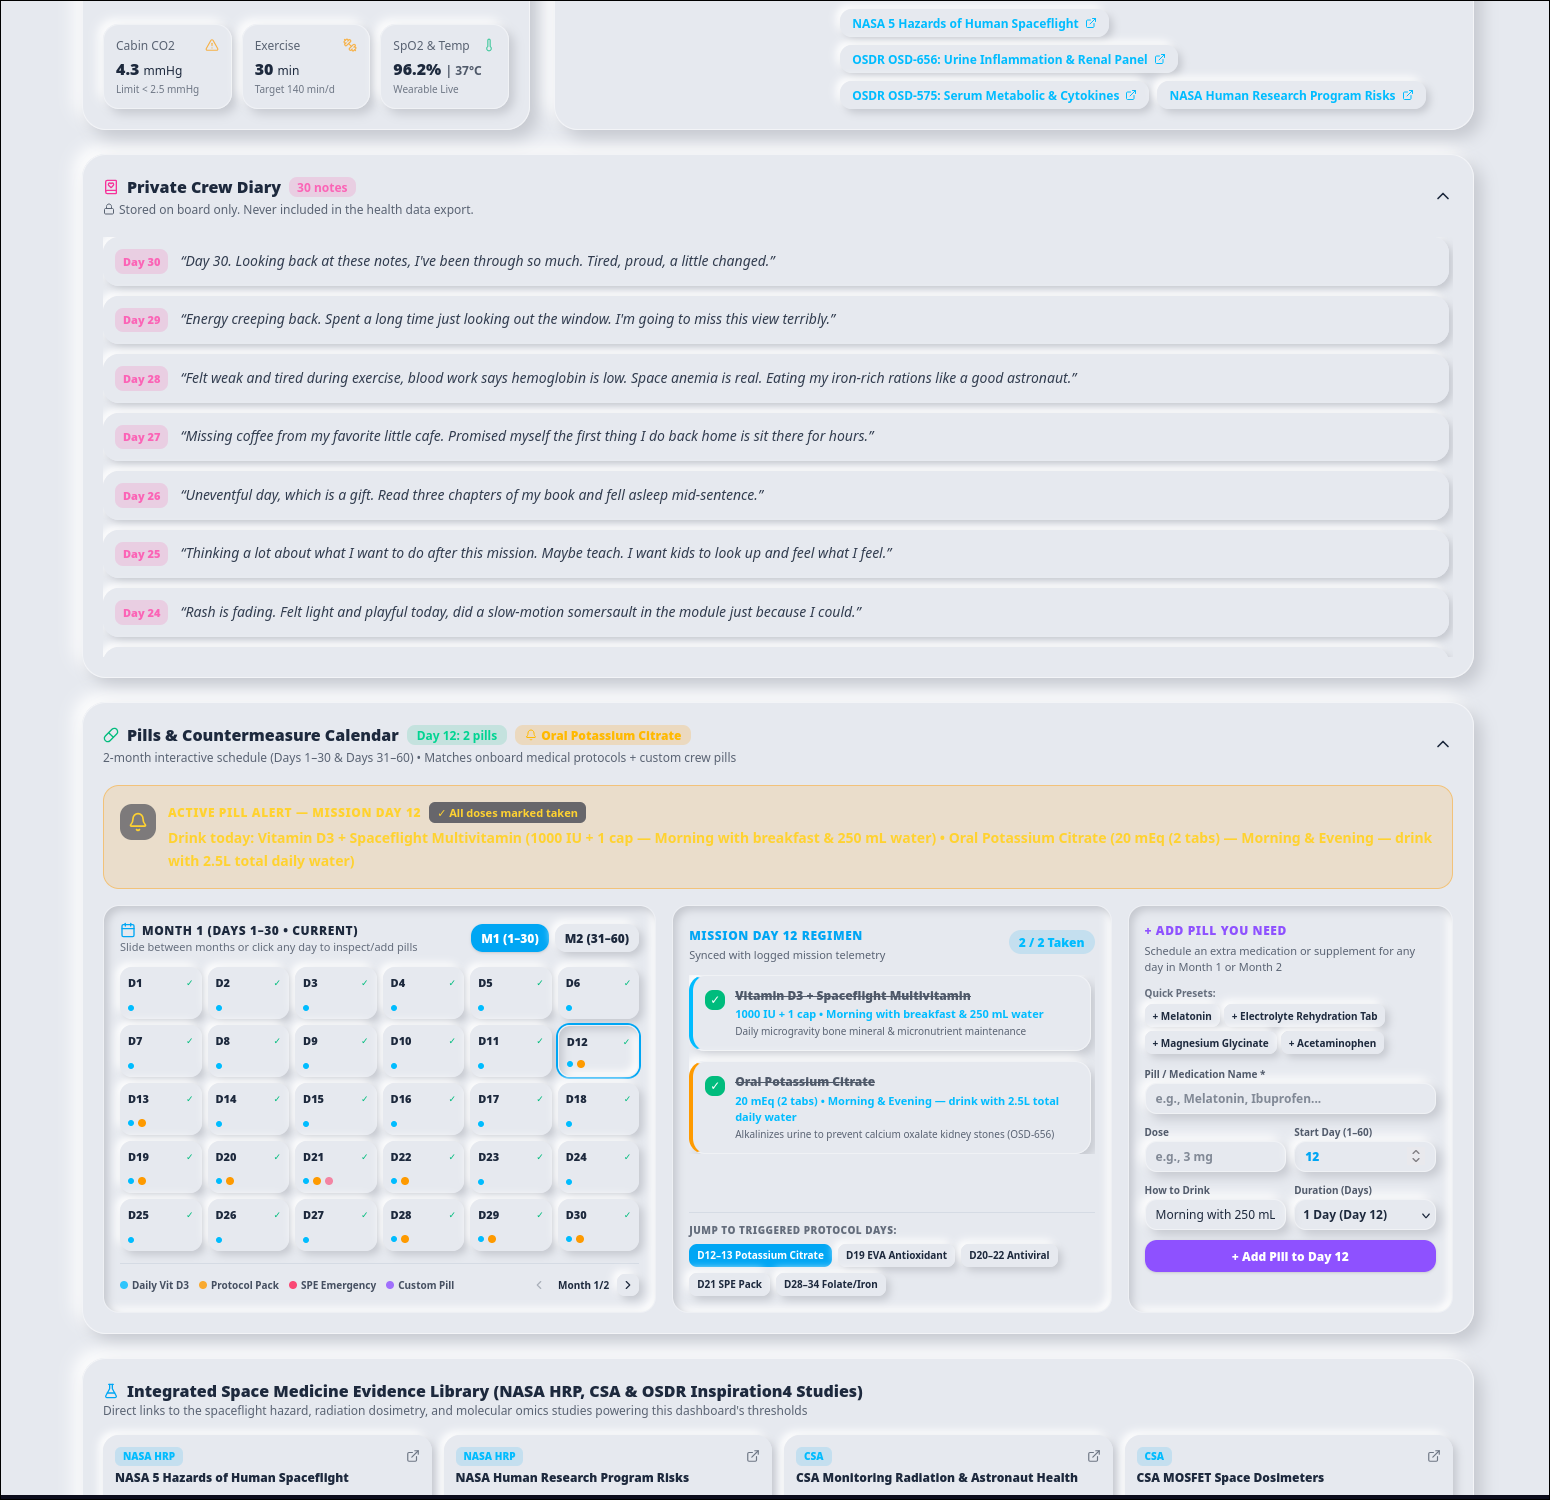 Cabin CO2
4.3 mmHg
Limit < 2.5 mmHg
Exercise
30 min
Target 140 min/d
SpO2 & Temp
96.2% | 37°C
Wearable Live
NASA 5 Hazards of Human Spaceflight
OSDR OSD-656: Urine Inflammation & Renal Panel
OSDR OSD-575: Serum Metabolic & Cytokines
NASA Human Research Program Risks
Private Crew Diary 30 notes
Stored on board only. Never included in the health data export.
Day 30 “Day 30. Looking back at these notes, I've been through so much. Tired, proud, a little changed.”
Day 29 “Energy creeping back. Spent a long time just looking out the window. I'm going to miss this view terribly.”
Day 28 “Felt weak and tired during exercise, blood work says hemoglobin is low. Space anemia is real. Eating my iron-rich rations like a good astronaut.”
Day 27 “Missing coffee from my favorite little cafe. Promised myself the first thing I do back home is sit there for hours.”
Day 26 “Uneventful day, which is a gift. Read three chapters of my book and fell asleep mid-sentence.”
Day 25 “Thinking a lot about what I want to do after this mission. Maybe teach. I want kids to look up and feel what I feel.”
Day 24 “Rash is fading. Felt light and playful today, did a slow-motion somersault in the module just because I could.”
Pills & Countermeasure Calendar Day 12: 2 pills Oral Potassium Citrate
2-month interactive schedule (Days 1–30 & Days 31–60) • Matches onboard medical protocols + custom crew pills
ACTIVE PILL ALERT — MISSION DAY 12 ✓ All doses marked taken
Drink today: Vitamin D3 + Spaceflight Multivitamin (1000 IU + 1 cap — Morning with breakfast & 250 mL water) • Oral Potassium Citrate (20 mEq (2 tabs) — Morning & Evening — drink
with 2.5L total daily water)
MONTH 1 (DAYS 1–30 • CURRENT)
Slide between months or click any day to inspect/add pills
M1 (1–30) M2 (31–60)
D1 ✓ D2 ✓ D3 ✓ D4 ✓ D5 ✓ D6 ✓
D7 ✓ D8 ✓ D9 ✓ D10 ✓ D11 ✓ D12 ✓
D13 ✓ D14 ✓ D15 ✓ D16 ✓ D17 ✓ D18 ✓
D19 ✓ D20 ✓ D21 ✓ D22 ✓ D23 ✓ D24 ✓
D25 ✓ D26 ✓ D27 ✓ D28 ✓ D29 ✓ D30 ✓
Daily Vit D3 Protocol Pack SPE Emergency Custom Pill Month 1/2
MISSION DAY 12 REGIMEN
Synced with logged mission telemetry
2 / 2 Taken
✓ Vitamin D3 + Spaceflight Multivitamin
1000 IU + 1 cap • Morning with breakfast & 250 mL water
Daily microgravity bone mineral & micronutrient maintenance
✓ Oral Potassium Citrate
20 mEq (2 tabs) • Morning & Evening — drink with 2.5L total
daily water
Alkalinizes urine to prevent calcium oxalate kidney stones (OSD-656)
JUMP TO TRIGGERED PROTOCOL DAYS:
D12–13 Potassium Citrate D19 EVA Antioxidant D20–22 Antiviral
D21 SPE Pack D28–34 Folate/Iron
+ ADD PILL YOU NEED
Schedule an extra medication or supplement for any
day in Month 1 or Month 2
Quick Presets:
+ Melatonin + Electrolyte Rehydration Tab
+ Magnesium Glycinate + Acetaminophen
Pill / Medication Name *
e.g., Melatonin, Ibuprofen...
Dose Start Day (1–60)
e.g., 3 mg 12
How to Drink Duration (Days)
Morning with 250 mL 1 Day (Day 12)
+ Add Pill to Day 12
Integrated Space Medicine Evidence Library (NASA HRP, CSA & OSDR Inspiration4 Studies)
Direct links to the spaceflight hazard, radiation dosimetry, and molecular omics studies powering this dashboard's thresholds
NASA HRP
NASA 5 Hazards of Human Spaceflight
NASA HRP
NASA Human Research Program Risks
CSA
CSA Monitoring Radiation & Astronaut Health
CSA
CSA MOSFET Space Dosimeters